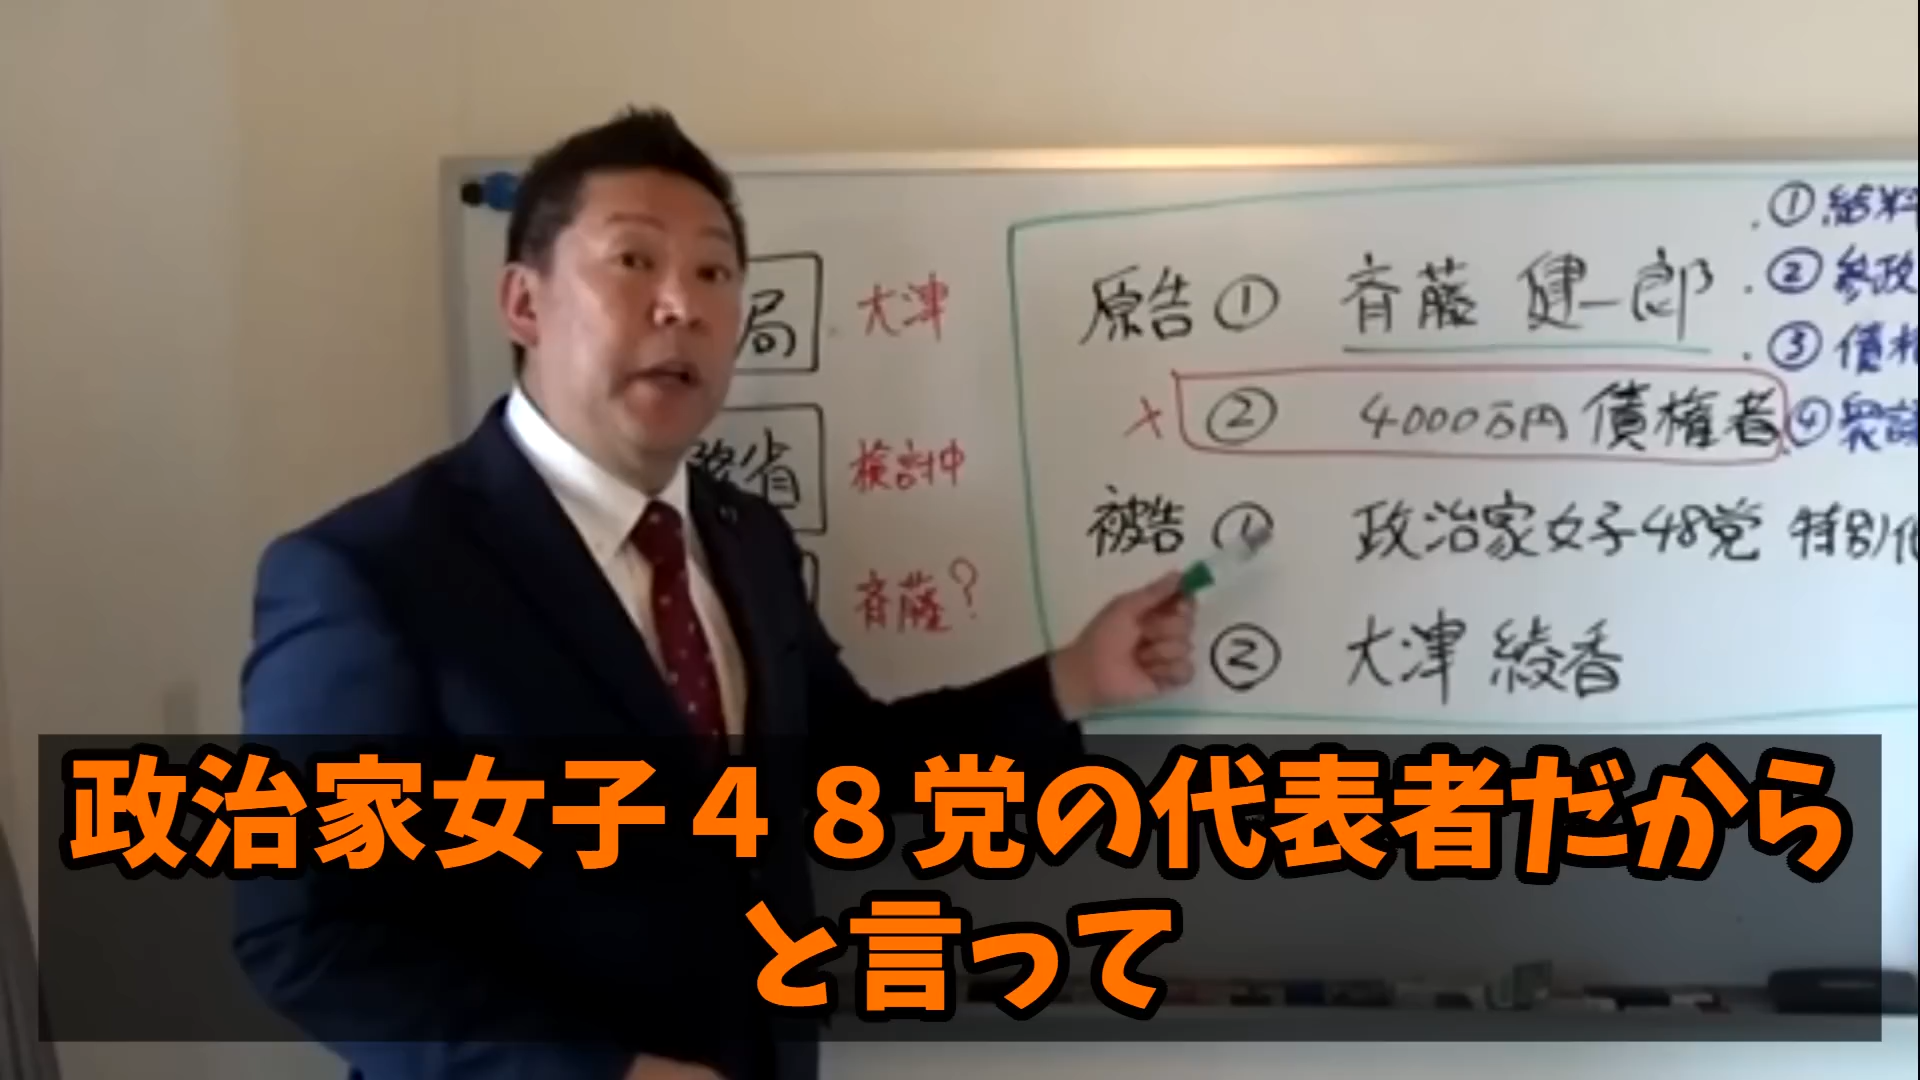 局 大津
省 検討中
斉藤?
原告 ① 斉藤 健一郎
× ② 4000万円 債権者
被告 ① 政治家女子48党 特別
② 大津 綾香
① 給料
② 参政
③ 債
④ 衆議
政治家女子４８党の代表者だから
と言って